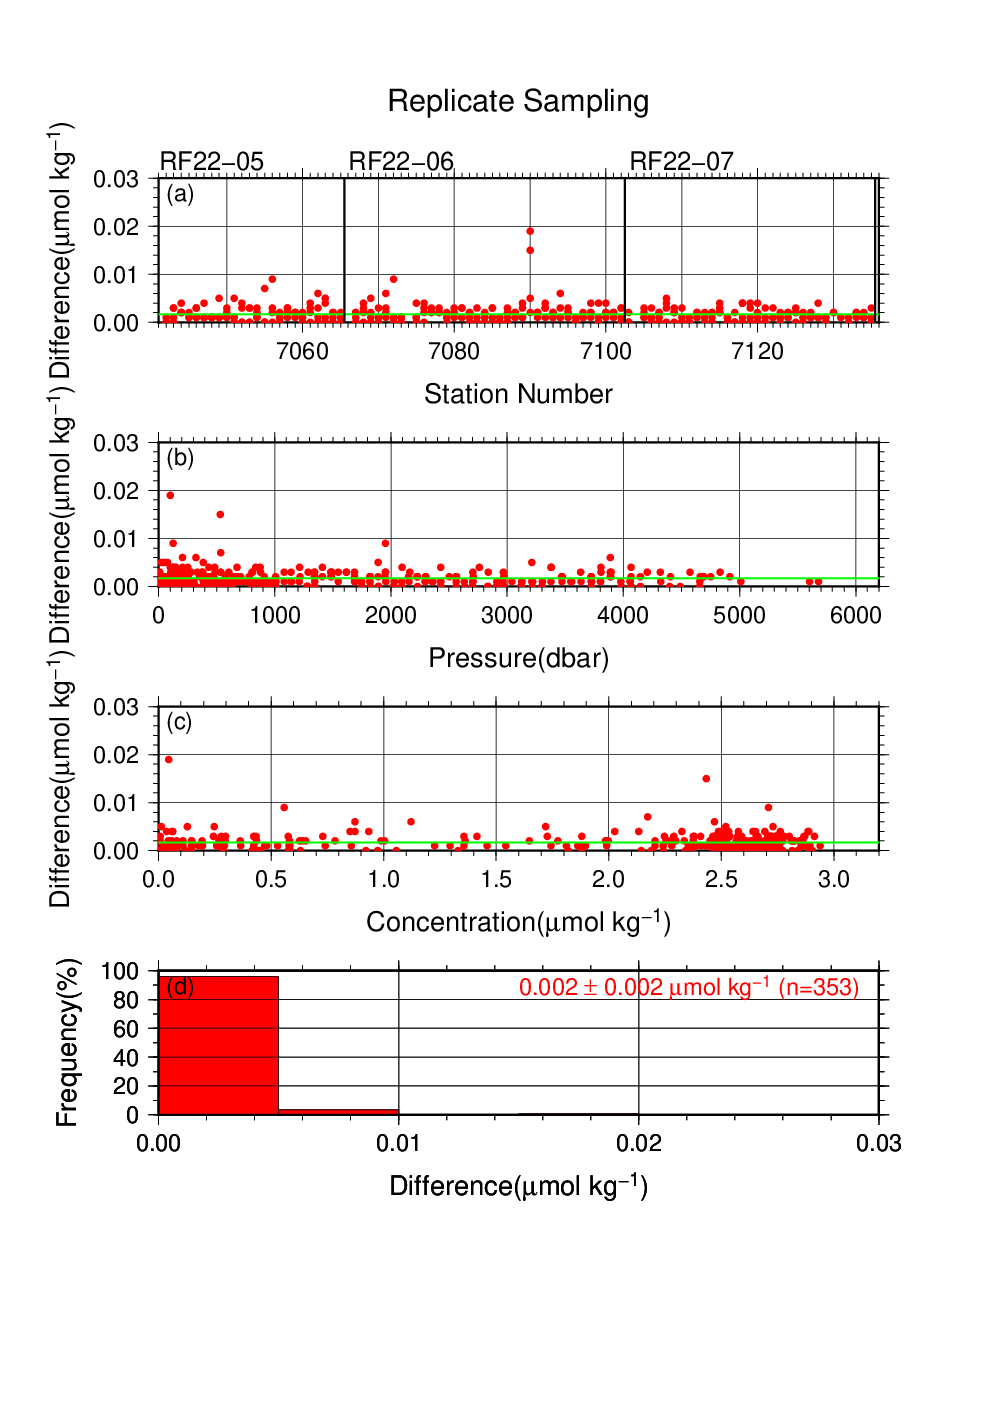 Replicate Sampling
RF22−05 RF22−06 RF22−07
(a)
Difference(μmol kg−1)
0.03
0.02
0.01
0.00
7060 7080 7100 7120
Station Number
(b)
Difference(μmol kg−1)
0.03
0.02
0.01
0.00
0 1000 2000 3000 4000 5000 6000
Pressure(dbar)
(c)
Difference(μmol kg−1)
0.03
0.02
0.01
0.00
0.0 0.5 1.0 1.5 2.0 2.5 3.0
Concentration(μmol kg−1)
(d)
0.002 ± 0.002 μmol kg−1 (n=353)
Frequency(%)
100
80
60
40
20
0
0.00 0.01 0.02 0.03
Difference(μmol kg−1)